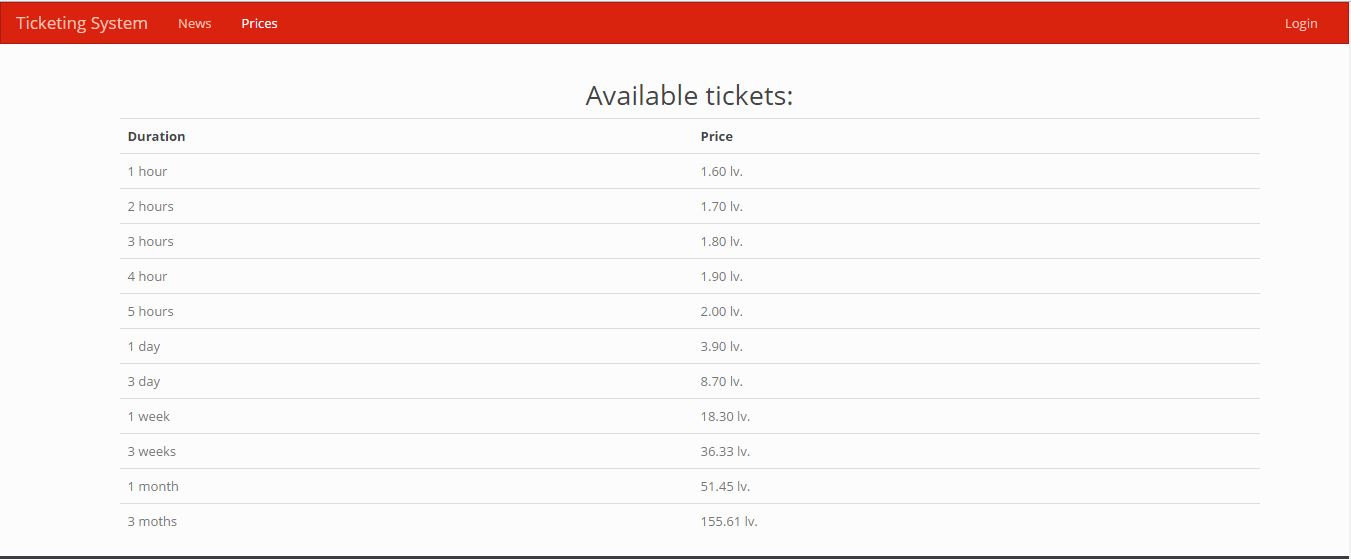 Ticketing System News Prices Login
Available tickets:
Duration Price
1 hour 1.60 lv.
2 hours 1.70 lv.
3 hours 1.80 lv.
4 hour 1.90 lv.
5 hours 2.00 lv.
1 day 3.90 lv.
3 day 8.70 lv.
1 week 18.30 lv.
3 weeks 36.33 lv.
1 month 51.45 lv.
3 moths 155.61 lv.